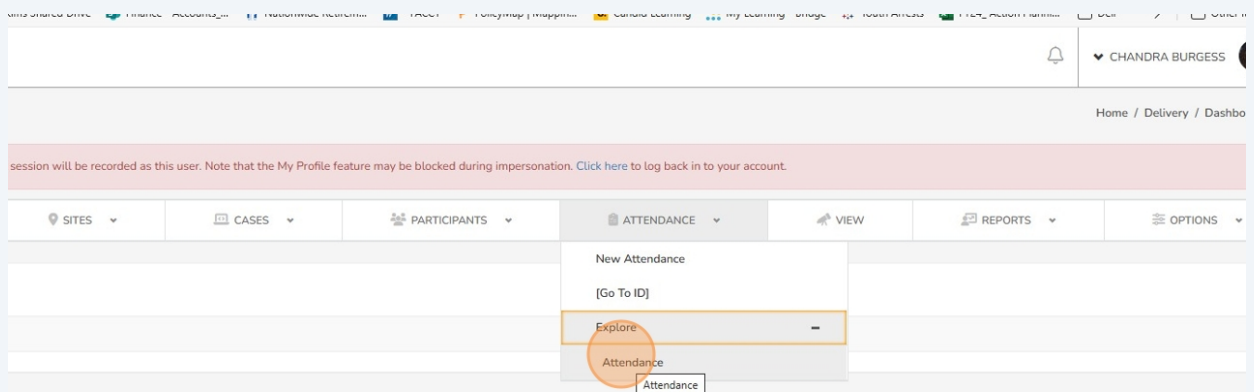 CHANDRA BURGESS
Home / Delivery / Dashbo
session will be recorded as this user. Note that the My Profile feature may be blocked during impersonation. Click here to log back in to your account.
SITES CASES PARTICIPANTS ATTENDANCE VIEW REPORTS OPTIONS
New Attendance
[Go To ID]
Explore
Attendance
Attendance